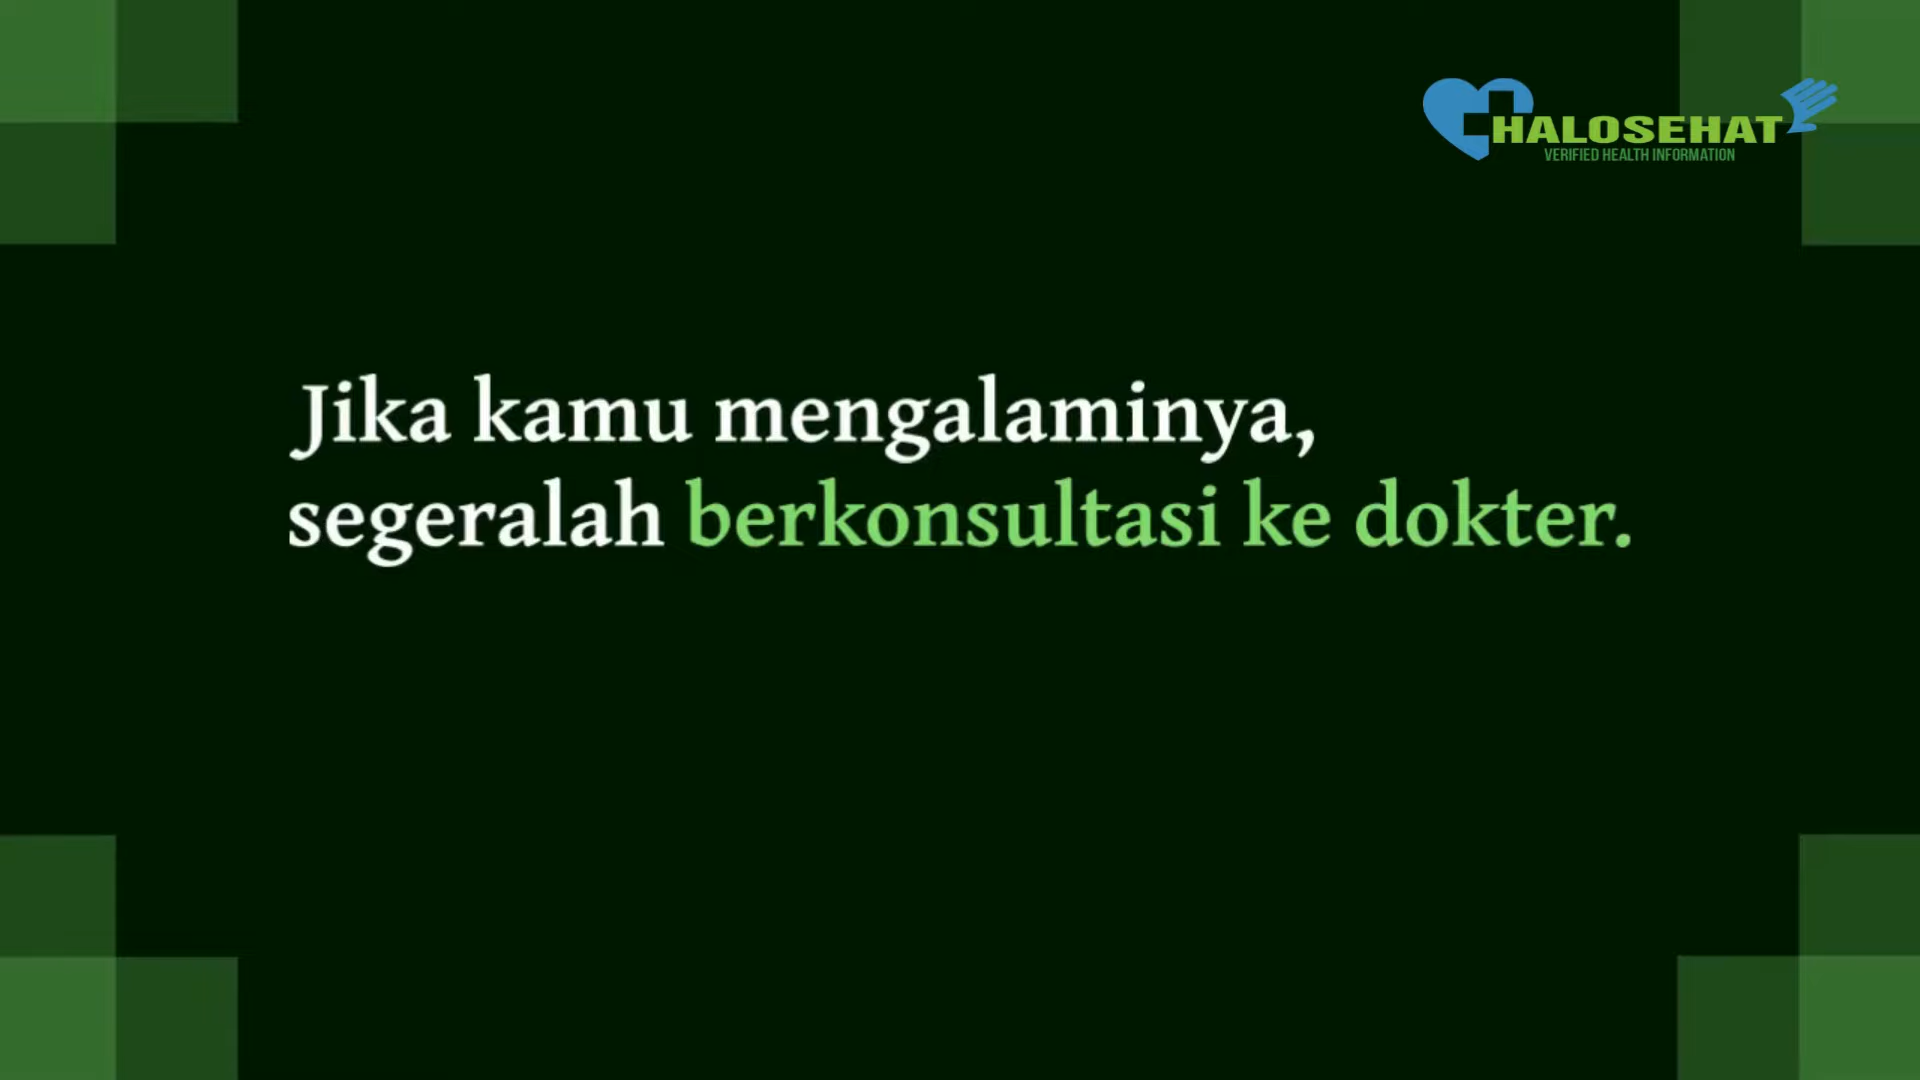 HALOSEHAT
VERIFIED HEALTH INFORMATION
Jika kamu mengalaminya,
segeralah berkonsultasi ke dokter.